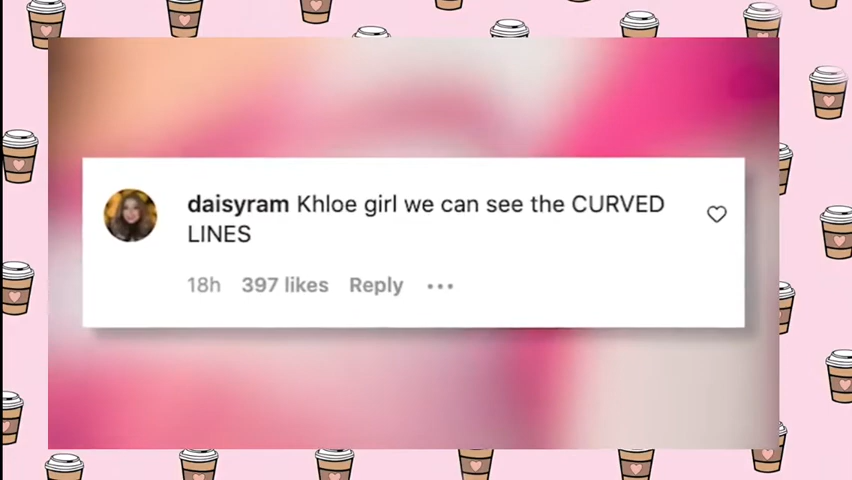 daisyram Khloe girl we can see the CURVED
LINES
18h 397 likes Reply •••